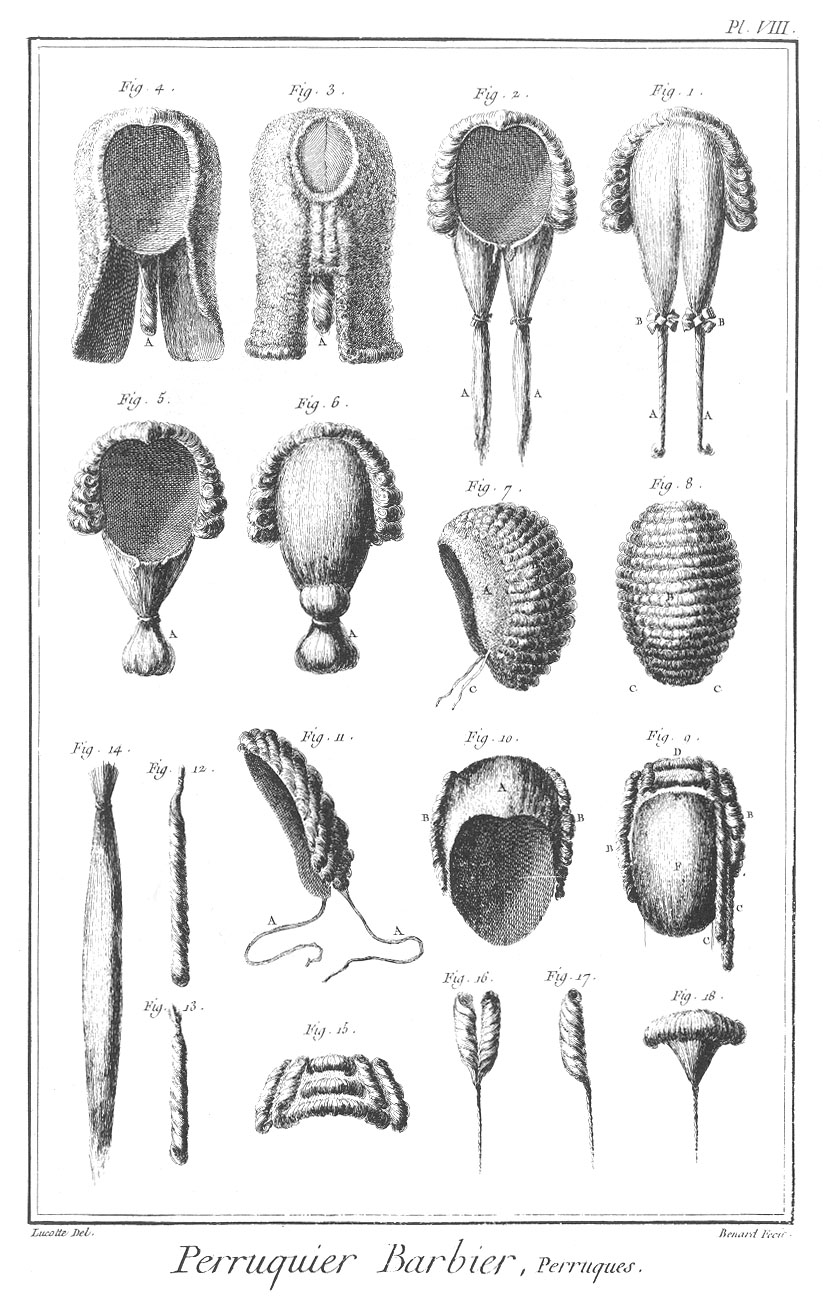 Pl. VIII.
Fig. 4. Fig. 3. Fig. 2. Fig. 1.
B B
A A
A A A A
Fig. 5. Fig. 6.
Fig. 7. Fig. 8.
A B
A A
C C C
Fig. 14. Fig. 12. Fig. 11. Fig. 10. Fig. 9.
D
A
B B B B
F
A A C
C
Fig. 16. Fig. 17.
Fig. 13. Fig. 18.
Fig. 15.
Lucotte Del. Benard Fecit.
Perruquier Barbier, Perruques.